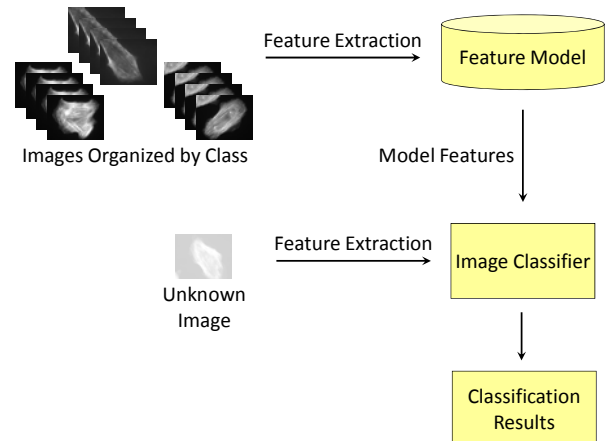 Feature Extraction
Feature Model
Images Organized by Class
Model Features
Feature Extraction
Image Classifier
Unknown
Image
Classification
Results